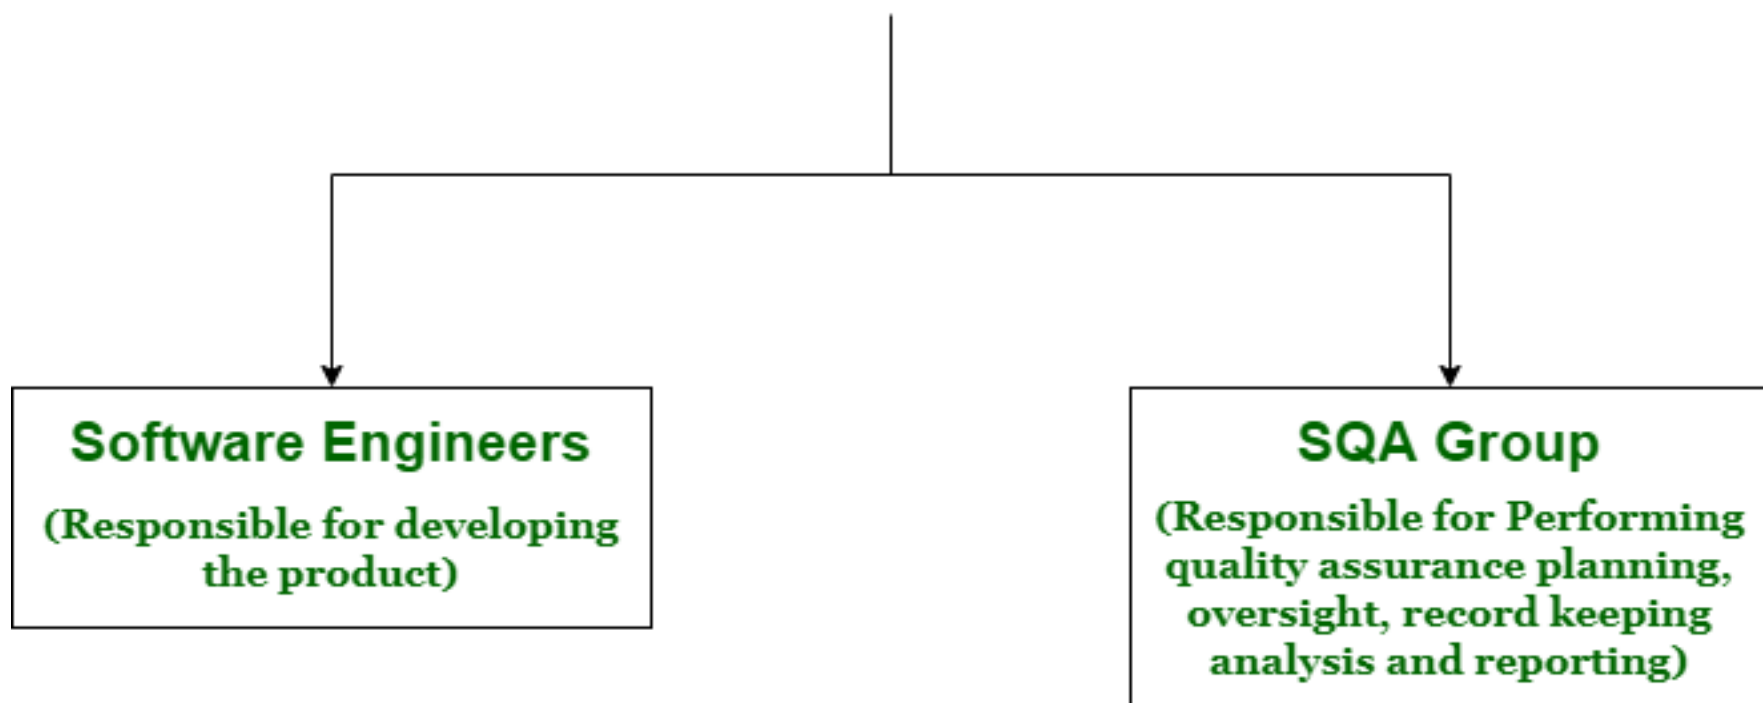 Software Engineers
(Responsible for developing
the product)
SQA Group
(Responsible for Performing
quality assurance planning,
oversight, record keeping
analysis and reporting)